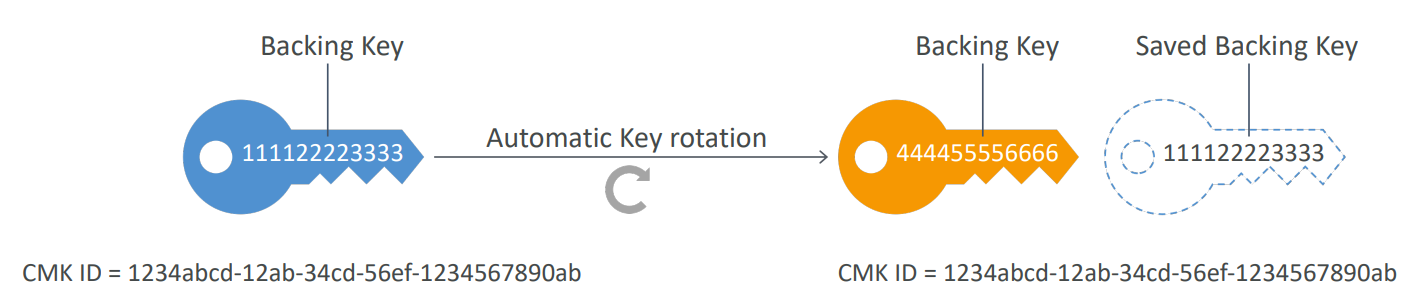 Backing Key
Backing Key
Saved Backing Key
111122223333
Automatic Key rotation
444455556666
111122223333
CMK ID = 1234abcd-12ab-34cd-56ef-1234567890ab
CMK ID = 1234abcd-12ab-34cd-56ef-1234567890ab